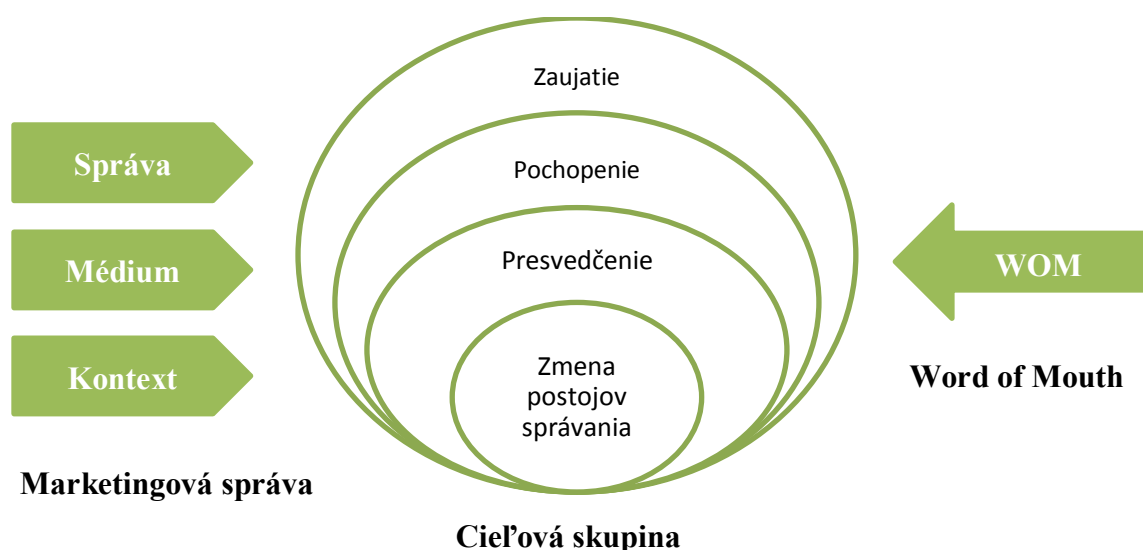 Zaujatie
Správa
Pochopenie
Médium
Presvedčenie
WOM
Kontext
Zmena
postojov
správania
Word of Mouth
Marketingová správa
Cieľová skupina